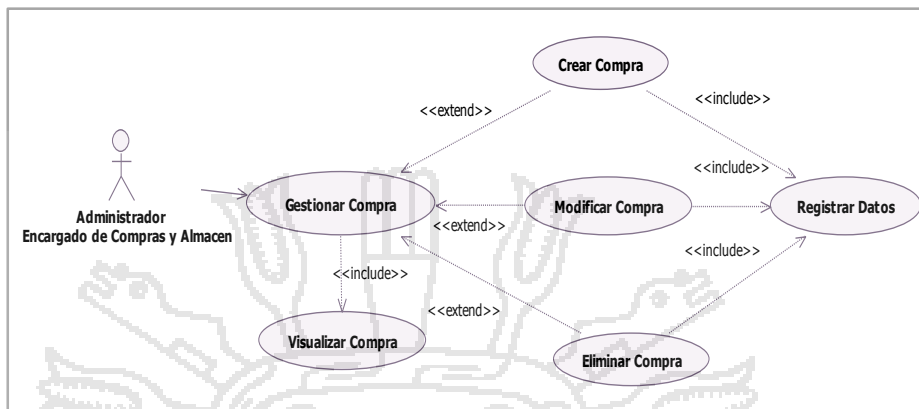 Crear Compra
<<extend>>
<<include>>
Administrador
Encargado de Compras y Almacen
Gestionar Compra
<<extend>>
Modificar Compra
<<include>>
Registrar Datos
<<include>>
<<include>>
Visualizar Compra
<<extend>>
Eliminar Compra